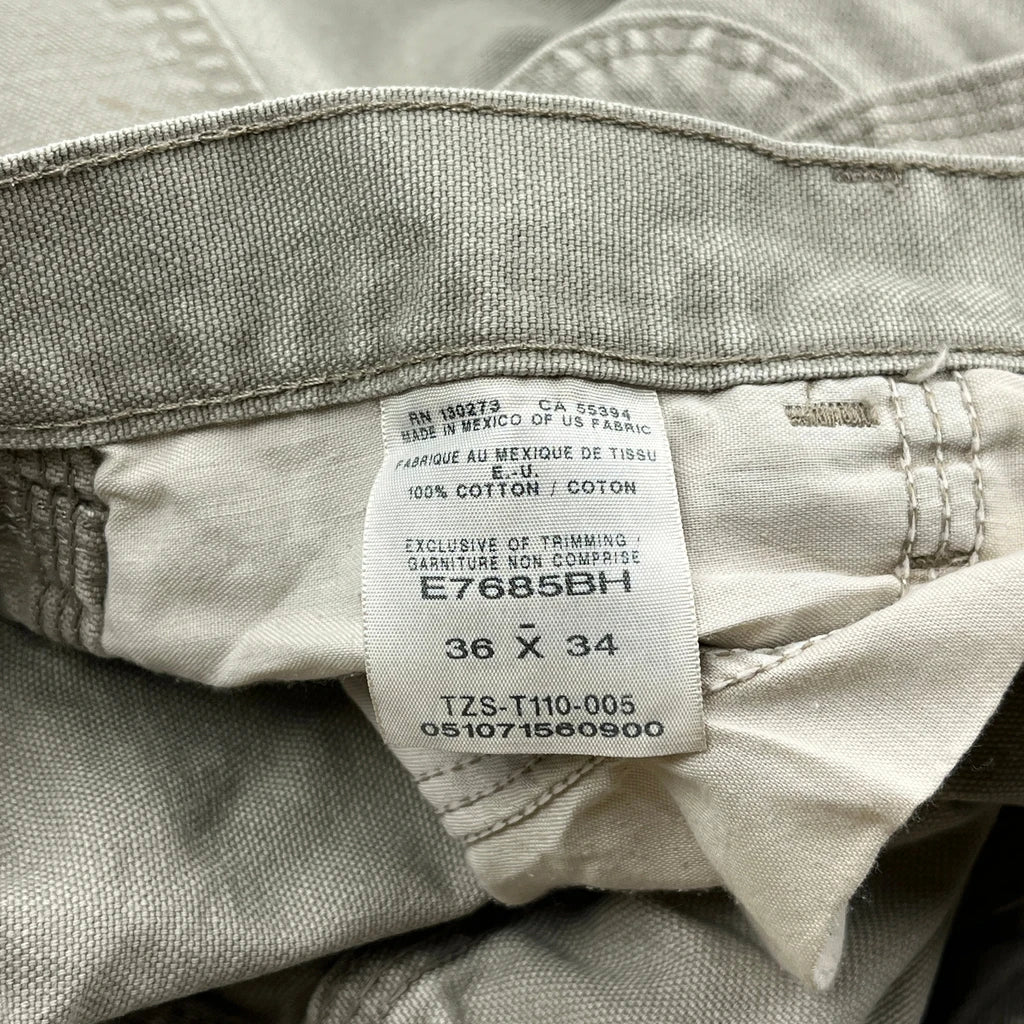 RN 130273 CA 55394
MADE IN MEXICO OF US FABRIC
FABRIQUE AU MEXIQUE DE TISSU
E.-U.
100% COTTON / COTON
EXCLUSIVE OF TRIMMING /
GARNITURE NON COMPRISE
E7685BH
-
36 X 34
TZS-T110-005
051071560900